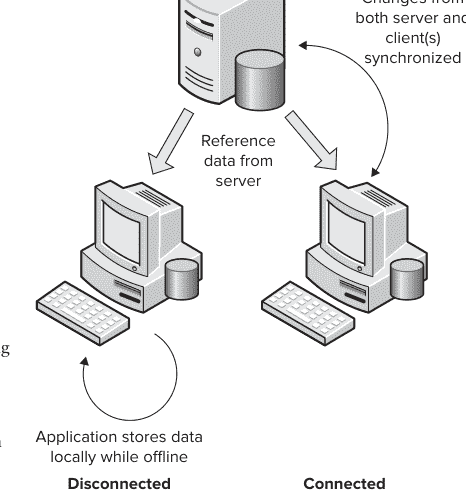 Changes from
both server and
client(s)
synchronized
Reference
data from
server
Application stores data
locally while offline
Disconnected
Connected